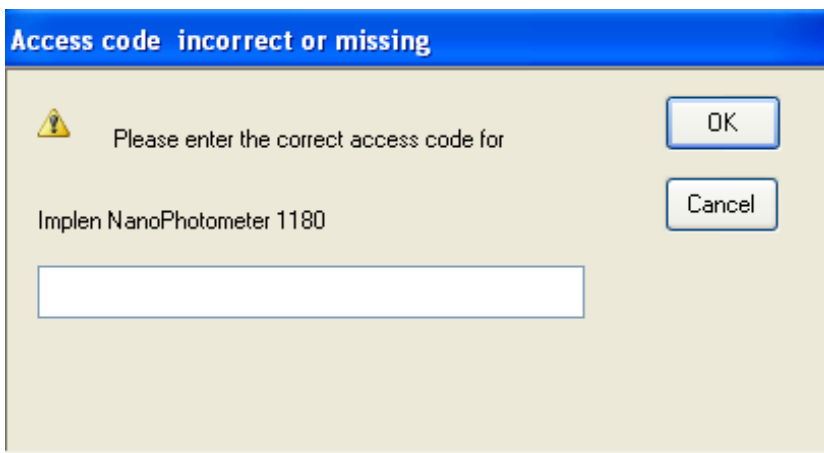 Access code incorrect or missing
Please enter the correct access code for
OK
Implen NanoPhotometer 1180
Cancel